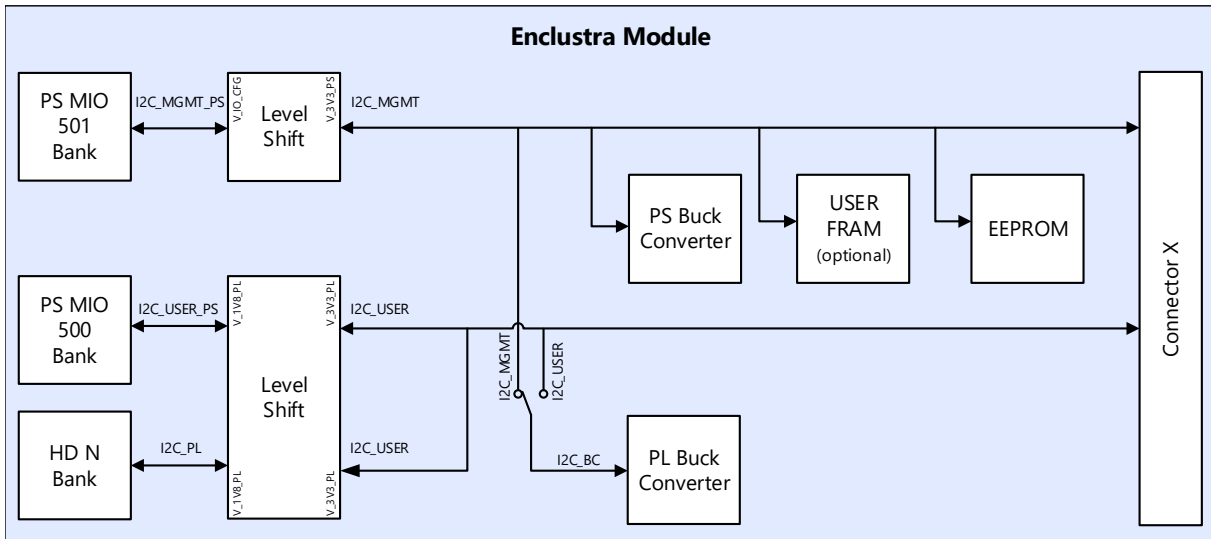 Enclustra Module
PS MIO
501
Bank
I2C_MGMT_PS
V_IO_CFG
Level
Shift
V_3V3_PS
I2C_MGMT
PS Buck
Converter
USER
FRAM
(optional)
EEPROM
Connector X
PS MIO
500
Bank
I2C_USER_PS
V_1V8_PL
V_3V3_PL
I2C_USER
Level
Shift
I2C_MGMT
I2C_USER
HD N
Bank
I2C_PL
V_1V8_PL
V_3V3_PL
I2C_USER
I2C_BC
PL Buck
Converter